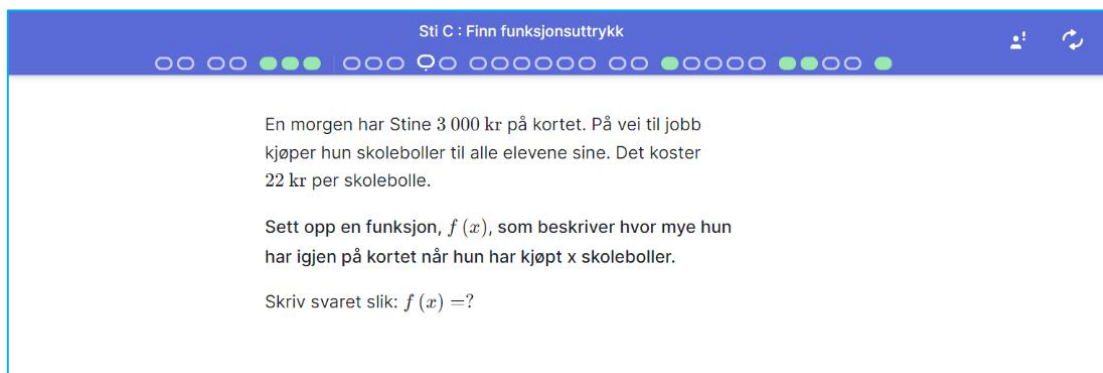 Sti C : Finn funksjonsuttrykk
En morgen har Stine 3 000 kr på kortet. På vei til jobb
kjøper hun skoleboller til alle elevene sine. Det koster
22 kr per skolebolle.
Sett opp en funksjon, f (x), som beskriver hvor mye hun
har igjen på kortet når hun har kjøpt x skoleboller.
Skriv svaret slik: f (x) =?